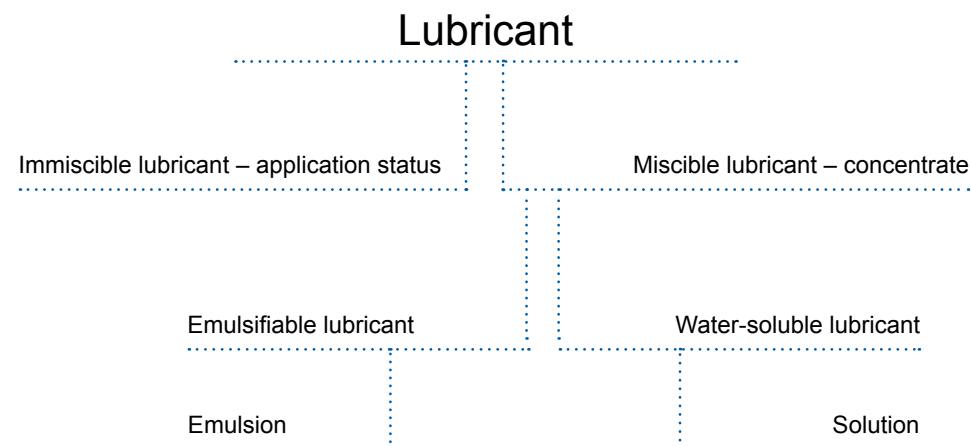 Lubricant
Immiscible lubricant – application status
Miscible lubricant – concentrate
Emulsifiable lubricant
Water-soluble lubricant
Emulsion
Solution